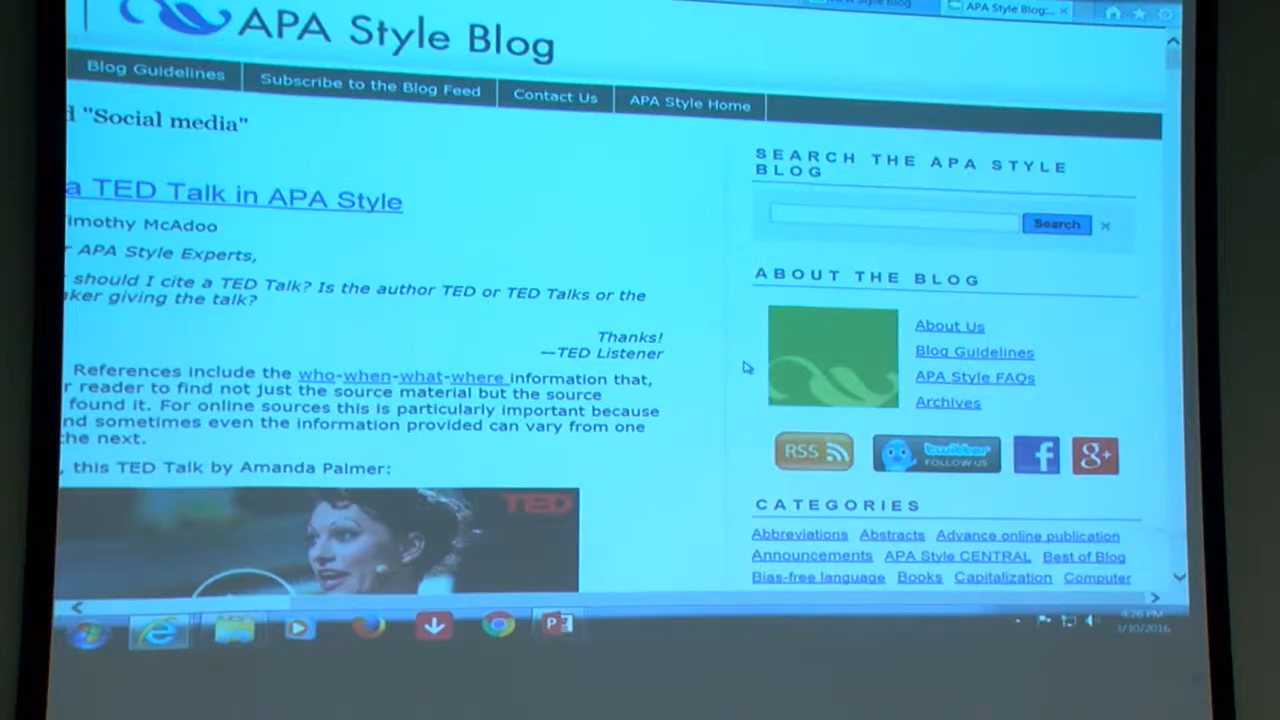 APA Style Blog
APA Style Blog:...
Blog Guidelines
Subscribe to the Blog Feed
Contact Us
APA Style Home
"Social media"
a TED Talk in APA Style
imothy McAdoo
APA Style Experts,
should I cite a TED Talk? Is the author TED or TED Talks or the
ker giving the talk?
Thanks!
—TED Listener
References include the who-when-what-where information that,
r reader to find not just the source material but the source
found it. For online sources this is particularly important because
nd sometimes even the information provided can vary from one
the next.
, this TED Talk by Amanda Palmer:
TED
SEARCH THE APA STYLE
BLOG
Search
ABOUT THE BLOG
About Us
Blog Guidelines
APA Style FAQs
Archives
RSS
twitter
FOLLOW US
f
g+
CATEGORIES
Abbreviations Abstracts Advance online publication
Announcements APA Style CENTRAL Best of Blog
Bias-free language Books Capitalization Computer
4:26 PM